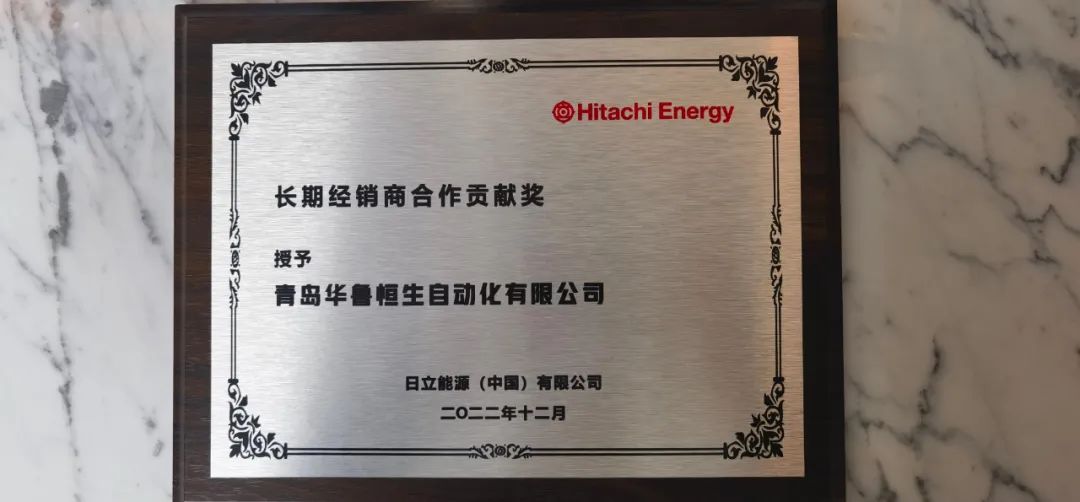 Hitachi Energy
长期经销商合作贡献奖
授予
青岛华鲁恒生自动化有限公司
日立能源（中国）有限公司
二〇二二年十二月